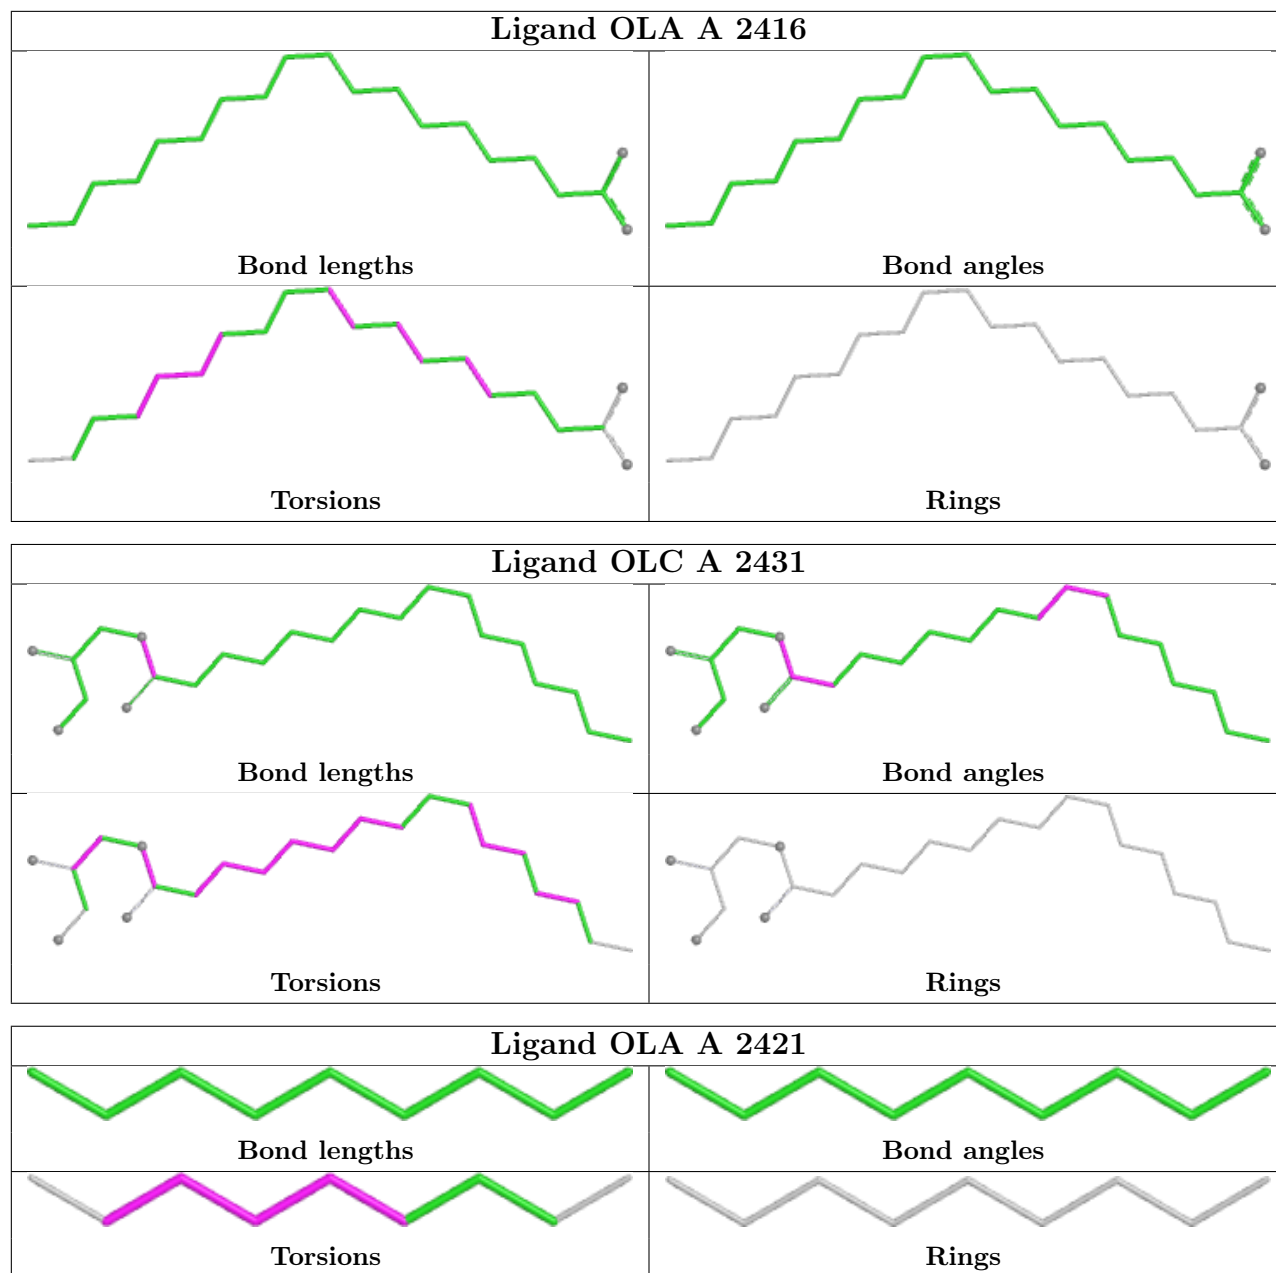 Ligand OLA A 2416
Bond lengths
Bond angles
Torsions
Rings
Ligand OLC A 2431
Bond lengths
Bond angles
Torsions
Rings
Ligand OLA A 2421
Bond lengths
Bond angles
Torsions
Rings